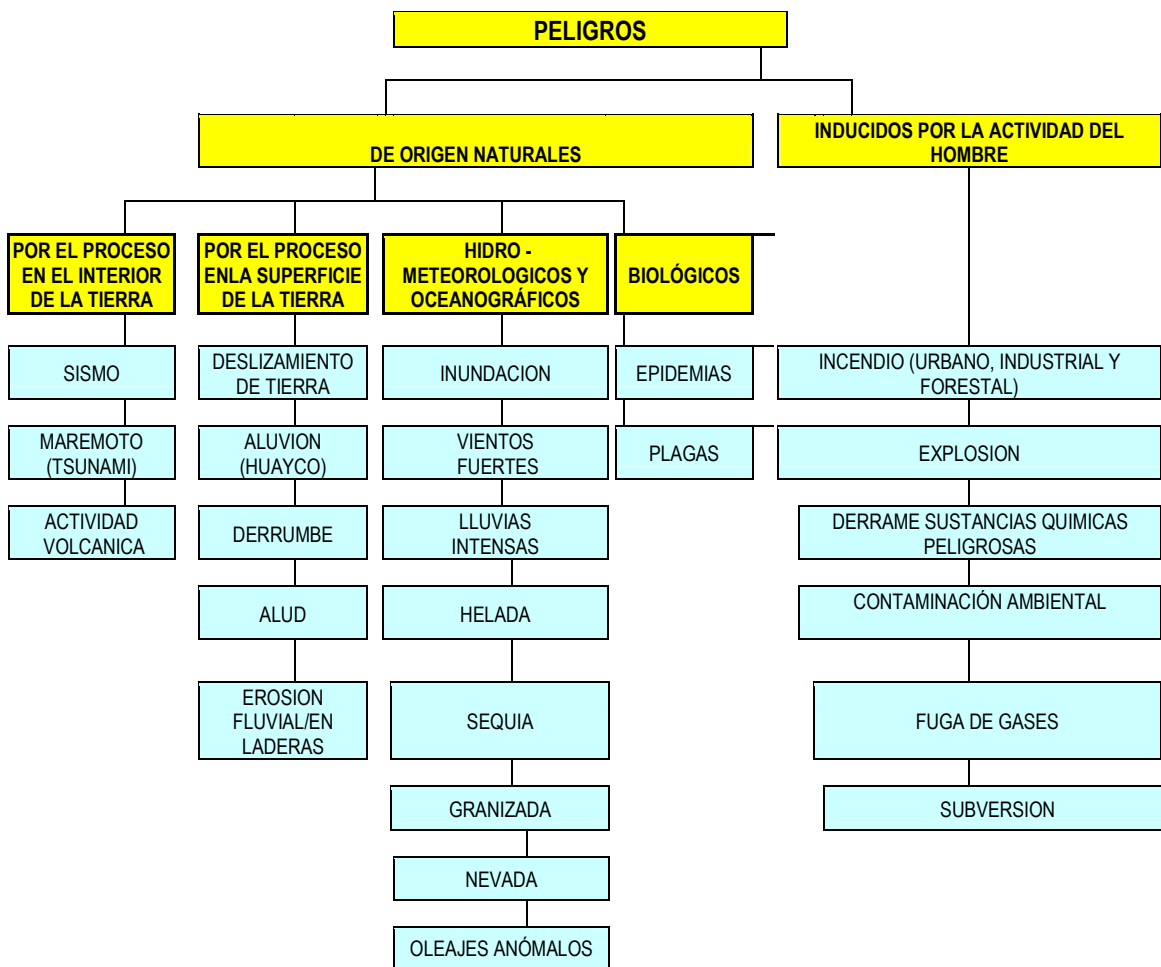 PELIGROS
DE ORIGEN NATURALES
INDUCIDOS POR LA ACTIVIDAD DEL
HOMBRE
POR EL PROCESO
EN EL INTERIOR
DE LA TIERRA
POR EL PROCESO
ENLA SUPERFICIE
DE LA TIERRA
HIDRO -
METEOROLOGICOS Y
OCEANOGRÁFICOS
BIOLÓGICOS
SISMO
DESLIZAMIENTO
DE TIERRA
INUNDACION
EPIDEMIAS
INCENDIO (URBANO, INDUSTRIAL Y
FORESTAL)
MAREMOTO
(TSUNAMI)
ALUVION
(HUAYCO)
VIENTOS
FUERTES
PLAGAS
EXPLOSION
ACTIVIDAD
VOLCANICA
DERRUMBE
LLUVIAS
INTENSAS
DERRAME SUSTANCIAS QUIMICAS
PELIGROSAS
ALUD
HELADA
CONTAMINACIÓN AMBIENTAL
EROSION
FLUVIAL/EN
LADERAS
SEQUIA
FUGA DE GASES
GRANIZADA
SUBVERSION
NEVADA
OLEAJES ANÓMALOS